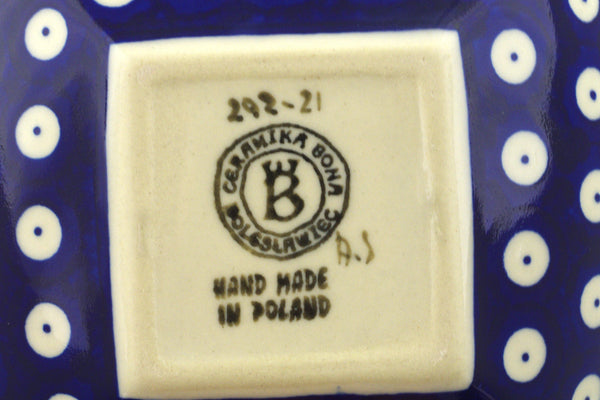 292-21
CERAMIKA BONA
B
BOLESŁAWIEC
A.J
HAND MADE
IN POLAND